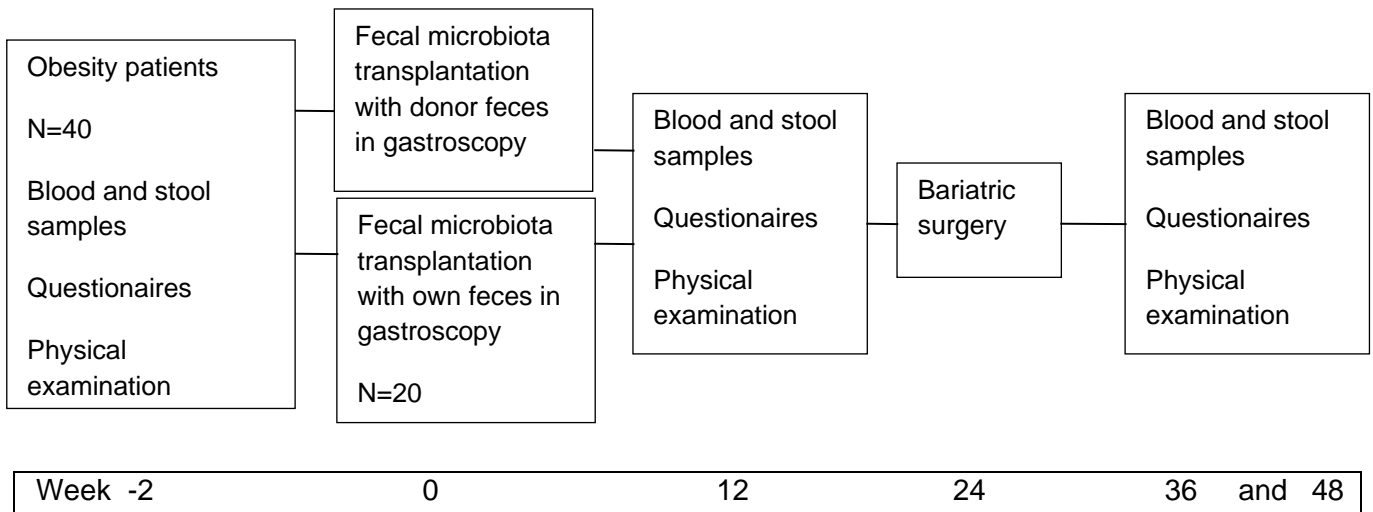 Obesity patients
N=40
Blood and stool
samples
Questionaires
Physical
examination
Fecal microbiota
transplantation
with donor feces
in gastroscopy
Fecal microbiota
transplantation
with own feces in
gastroscopy
N=20
Blood and stool
samples
Questionaires
Physical
examination
Bariatric
surgery
Blood and stool
samples
Questionaires
Physical
examination
Week -2 0 12 24 36 and 48